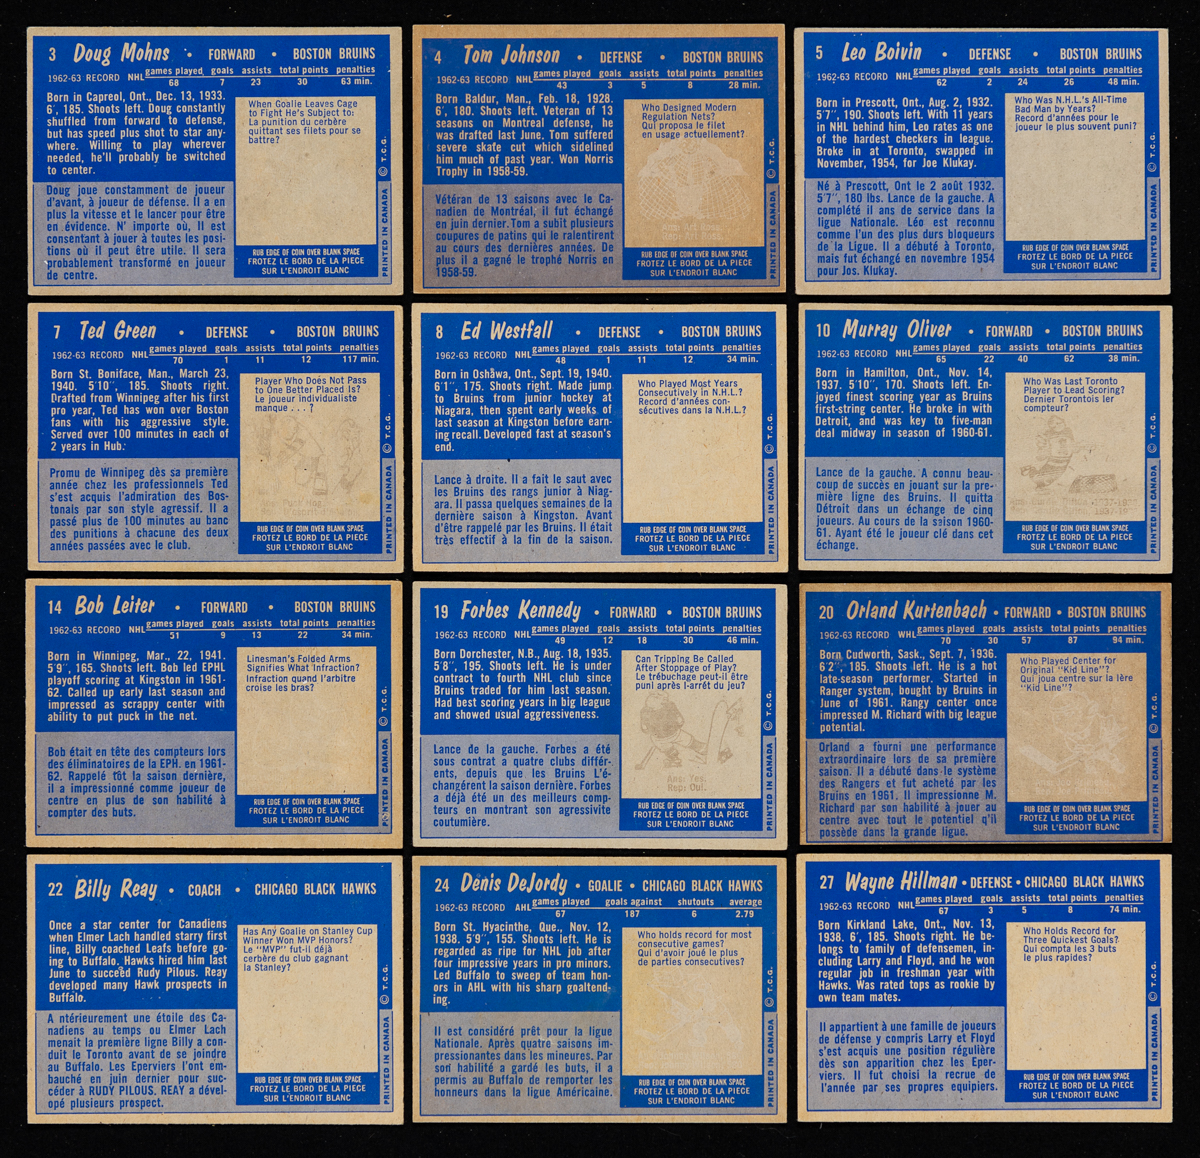 3 Doug Mohns • FORWARD • BOSTON BRUINS
1962-63 RECORD NHL games played goals assists total points penalties
68 7 23 30 63 min.
Born in Capreol, Ont., Dec. 13, 1933.
6', 185. Shoots left. Doug constantly
shuffled from forward to defense,
but has speed plus shot to star any-
where. Willing to play wherever
needed, he'll probably be switched
to center.
Doug joue constamment de joueur
d'avant, à joueur de défense. Il a en
plus la vitesse et le lancer pour être
en évidence. N' importe où, Il est
consentant à jouer à toutes les posi-
tions où il peut être utile. Il sera
probablement transformé en joueur
de centre.
When Goalie Leaves Cage
to Fight He's Subject to:
La punition du cerbère
quittant ses filets pour se
battre?
RUB EDGE OF COIN OVER BLANK SPACE
FROTEZ LE BORD DE LA PIECE
SUR L'ENDROIT BLANC
PRINTED IN CANADA © T.C.G.
4 Tom Johnson • DEFENSE • BOSTON BRUINS
1962-63 RECORD NHL games played goals assists total points penalties
43 3 5 8 28 min.
Born Baldur, Man., Feb. 18, 1928.
6', 180. Shoots left. Veteran of 13
seasons on Montreal defense, he
was drafted last June. Tom suffered
severe skate cut which sidelined
him much of past year. Won Norris
Trophy in 1958-59.
Vétéran de 13 saisons avec le Ca-
nadien de Montréal, il fut échangé
en juin dernier. Tom a subit plusieurs
coupures de patins qui le ralentirent
au cours des dernières années. De
plus il a gagné le trophé Norris en
1958-59.
Who Designed Modern
Regulation Nets?
Qui proposa le filet
en usage actuellement?
Ans: Art Ross.
Rep: Art Ross.
RUB EDGE OF COIN OVER BLANK SPACE
FROTEZ LE BORD DE LA PIECE
SUR L'ENDROIT BLANC
PRINTED IN CANADA © T.C.G.
5 Leo Boivin • DEFENSE • BOSTON BRUINS
1962-63 RECORD NHL games played goals assists total points penalties
62 2 24 26 48 min.
Born in Prescott, Ont., Aug. 2, 1932.
5'7", 190. Shoots left. With 11 years
in NHL behind him, Leo rates as one
of the hardest checkers in league.
Broke in at Toronto, swapped in
November, 1954, for Joe Klukay.
Né à Prescott, Ont le 2 août 1932.
5'7", 180 lbs. Lance de la gauche. A
complété il ans de service dans la
ligue Nationale. Léo est reconnu
comme l'un des plus durs bloqueurs
de la Ligue. Il a débuté à Toronto,
mais fut échangé en novembre 1954
pour Jos. Klukay.
Who Was N.H.L.'s All-Time
Bad Man by Years?
Record d'années pour le
joueur le plus souvent puni?
RUB EDGE OF COIN OVER BLANK SPACE
FROTEZ LE BORD DE LA PIECE
SUR L'ENDROIT BLANC
PRINTED IN CANADA © T.C.G.
7 Ted Green • DEFENSE • BOSTON BRUINS
1962-63 RECORD NHL games played goals assists total points penalties
70 1 11 12 117 min.
Born St. Boniface, Man., March 23,
1940. 5'10", 185. Shoots right.
Drafted from Winnipeg after his first
pro year, Ted has won over Boston
fans with his aggressive style.
Served over 100 minutes in each of
2 years in Hub.
Promu de Winnipeg dès sa première
année chez les professionnels Ted
s'est acquis l'admiration des Bos-
tonais par son style agressif. Il a
passé plus de 100 minutes au banc
des punitions à chacune des deux
années passées avec le club.
Player Who Does Not Pass
to One Better Placed Is?
Le joueur individualiste
manque . . . ?
RUB EDGE OF COIN OVER BLANK SPACE
FROTEZ LE BORD DE LA PIECE
SUR L'ENDROIT BLANC
PRINTED IN CANADA © T.C.G.
8 Ed Westfall • DEFENSE • BOSTON BRUINS
1962-63 RECORD NHL games played goals assists total points penalties
48 1 11 12 34 min.
Born in Oshawa, Ont., Sept. 19, 1940.
6'1", 175. Shoots right. Made jump
to Bruins from junior hockey at
Niagara, then spent early weeks of
last season at Kingston before earn-
ing recall. Developed fast at season's
end.
Lance à droite. Il a fait le saut avec
les Bruins des rangs junior à Niag-
ara. Il passa quelques semaines de la
dernière saison à Kingston. Avant
d'être rappelé par les Bruins. Il était
très effectif à la fin de la saison.
Who Played Most Years
Consecutively in N.H.L.?
Record d'années con-
sécutives dans la N.H.L.?
RUB EDGE OF COIN OVER BLANK SPACE
FROTEZ LE BORD DE LA PIECE
SUR L'ENDROIT BLANC
PRINTED IN CANADA © T.C.G.
10 Murray Oliver • FORWARD • BOSTON BRUINS
1962-63 RECORD NHL games played goals assists total points penalties
65 22 40 62 38 min.
Born in Hamilton, Ont., Nov. 14,
1937. 5'10", 170. Shoots left. En-
joyed finest scoring year as Bruins
first-string center. He broke in with
Detroit, and was key to five-man
deal midway in season of 1960-61.
Lance de la gauche. A connu beau-
coup de succès en jouant sur la pre-
mière ligne des Bruins. Il quitta
Détroit dans un échange de cinq
joueurs. Au cours de la saison 1960-
61. Ayant été le joueur clé dans cet
échange.
Who Was Last Toronto
Player to Lead Scoring?
Dernier Torontois ler
compteur?
RUB EDGE OF COIN OVER BLANK SPACE
FROTEZ LE BORD DE LA PIECE
SUR L'ENDROIT BLANC
PRINTED IN CANADA © T.C.G.
14 Bob Leiter • FORWARD • BOSTON BRUINS
1962-63 RECORD NHL games played goals assists total points penalties
51 9 13 22 34 min.
Born in Winnipeg, Mar., 22, 1941.
5'9", 165. Shoots left. Bob led EPHL
playoff scoring at Kingston in 1961-
62. Called up early last season and
impressed as scrappy center with
ability to put puck in the net.
Bob était en tête des compteurs lors
des éliminatoires de la EPH. en 1961-
62. Rappelé tôt la saison dernière,
il a impressionné comme joueur de
centre en plus de son habilité à
compter des buts.
Linesman's Folded Arms
Signifies What Infraction?
Infraction quand l'arbitre
croise les bras?
RUB EDGE OF COIN OVER BLANK SPACE
FROTEZ LE BORD DE LA PIECE
SUR L'ENDROIT BLANC
PRINTED IN CANADA © T.C.G.
19 Forbes Kennedy • FORWARD • BOSTON BRUINS
1962-63 RECORD NHL games played goals assists total points penalties
49 12 18 30 46 min.
Born Dorchester, N.B., Aug. 18, 1935.
5'8", 195. Shoots left. He is under
contract to fourth NHL club since
Bruins traded for him last season.
Had best scoring years in big league
and showed usual aggressiveness.
Lance de la gauche. Forbes a été
sous contrat a quatre clubs différ-
ents, depuis que les Bruins L'é-
changérent la saison dernière. Forbes
a déjà été un des meilleurs comp-
teurs en montrant son agressivite
coutumière.
Can Tripping Be Called
After Stoppage of Play?
Le trébuchage peut-il être
puni après l-arrêt du jeu?
Ans: Yes.
Rep: Oui.
RUB EDGE OF COIN OVER BLANK SPACE
FROTEZ LE BORD DE LA PIECE
SUR L'ENDROIT BLANC
PRINTED IN CANADA © T.C.G.
20 Orland Kurtenbach • FORWARD • BOSTON BRUINS
1962-63 RECORD WHL games played goals assists total points penalties
70 30 57 87 94 min.
Born Cudworth, Sask., Sept. 7, 1936.
6'2", 185. Shoots left. He is a hot
late-season performer. Started in
Ranger system, bought by Bruins in
June of 1961. Rangy center once
impressed M. Richard with big league
potential.
Orland a fourni une performance
extraordinaire lors de sa première
saison. Il a débuté dans le système
des Rangers et fut acheté par les
Bruins en 1961. Il impressionne M.
Richard par son habilité à jouer au
centre avec tout le potentiel qu'il
possède dans la grande ligue.
Who Played Center for
Original "Kid Line"?
Qui joua centre sur la lère
"Kid Line"?
RUB EDGE OF COIN OVER BLANK SPACE
FROTEZ LE BORD DE LA PIECE
SUR L'ENDROIT BLANC
PRINTED IN CANADA © T.C.G.
22 Billy Reay • COACH • CHICAGO BLACK HAWKS
Once a star center for Canadiens
when Elmer Lach handled starry first
line, Billy coached Leafs before go-
ing to Buffalo. Hawks hired him last
June to succeed Rudy Pilous. Reay
developed many Hawk prospects in
Buffalo.
A ntérieurement une étoile des Ca-
nadiens au temps ou Elmer Lach
menait la première ligne Billy a con-
duit le Toronto avant de se joindre
au Buffalo. Les Eperviers l'ont em-
bauché en juin dernier pour suc-
céder à RUDY PILOUS. REAY a dével-
opé plusieurs prospect.
Has Any Goalie on Stanley Cup
Winner Won MVP Honors?
Le "MVP" fut-il déjà
cerbère du club gagnant
la Stanley?
RUB EDGE OF COIN OVER BLANK SPACE
FROTEZ LE BORD DE LA PIECE
SUR L'ENDROIT BLANC
PRINTED IN CANADA © T.C.G.
24 Denis DeJordy • GOALIE • CHICAGO BLACK HAWKS
1962-63 RECORD AHL games played goals against shutouts average
67 187 6 2.79
Born St. Hyacinthe, Que., Nov. 12,
1938. 5'9", 155. Shoots left. He is
regarded as ripe for NHL job after
four impressive years in pro minors.
Led Buffalo to sweep of team hon-
ors in AHL with his sharp goaltend-
ing.
Il est considéré prêt pour la ligue
Nationale. Après quatre saisons im-
pressionantes dans les mineures. Par
son habilité a gardé les buts, il a
permis au Buffalo de remporter les
honneurs dans la ligue Américaine.
Who holds record for most
consecutive games?
Qui d'avoir joué le plus
de parties consecutives?
RUB EDGE OF COIN OVER BLANK SPACE
FROTEZ LE BORD DE LA PIECE
SUR L'ENDROIT BLANC
PRINTED IN CANADA © T.C.G.
27 Wayne Hillman • DEFENSE • CHICAGO BLACK HAWKS
1962-63 RECORD NHL games played goals assists total points penalties
67 3 5 8 74 min.
Born Kirkland Lake, Ont., Nov. 13,
1938. 6', 185. Shoots right. He be-
longs to family of defensemen, in-
cluding Larry and Floyd, and he won
regular job in freshman year with
Hawks. Was rated tops as rookie by
own team mates.
Il appartient à une famille de joueurs
de défense y compris Larry et Floyd
s'est acquis une position régulière
dès son apparition chez les Eper-
viers. Il fut choisi la recrue de
l'année par ses propres equipiers.
Who Holds Record for
Three Quickest Goals?
Qui compta les 3 buts
le plus rapides?
RUB EDGE OF COIN OVER BLANK SPACE
FROTEZ LE BORD DE LA PIECE
SUR L'ENDROIT BLANC
PRINTED IN CANADA © T.C.G.